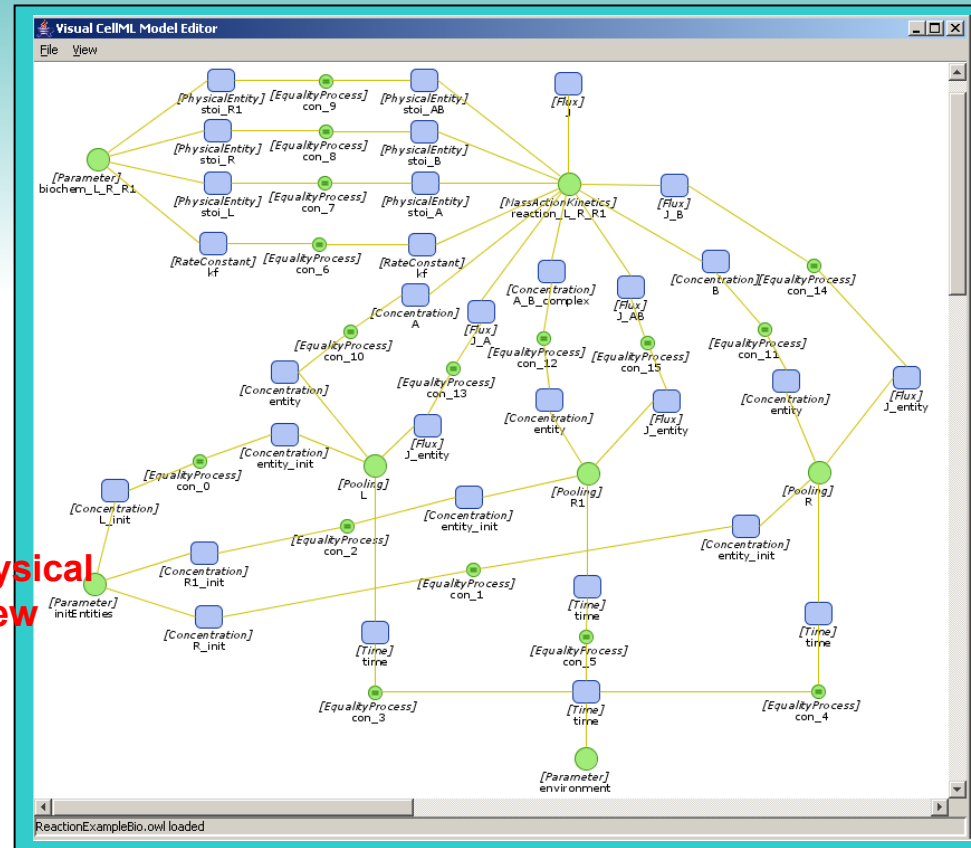 Visual CellML Model Editor
File View
[PhysicalEntity]
stoi_R1
[EqualityProcess]
con_9
[PhysicalEntity]
stoi_AB
[Flux]
J
[PhysicalEntity]
stoi_R
[EqualityProcess]
con_8
[PhysicalEntity]
stoi_B
[Parameter]
biochem_L_R_R1
[PhysicalEntity]
stoi_L
[EqualityProcess]
con_7
[PhysicalEntity]
stoi_A
[MassActionKinetics]
reaction_L_R_R1
[Flux]
J_B
[RateConstant]
kf
[EqualityProcess]
con_6
[RateConstant]
kf
[Concentration]
A
[Concentration]
A_B_complex
[Flux]
J_AB
[Concentration]
B
[EqualityProcess]
con_14
[Flux]
J_A
[EqualityProcess]
con_10
[EqualityProcess]
con_12
[EqualityProcess]
con_15
[EqualityProcess]
con_11
[EqualityProcess]
con_13
[Concentration]
entity
[Concentration]
entity
[Concentration]
entity
[Flux]
J_entity
[Flux]
J_entity
[Flux]
J_entity
[Concentration]
entity_init
[EqualityProcess]
con_0
[Pooling]
L
[Pooling]
R1
[Pooling]
R
[Concentration]
L_init
[Concentration]
entity_init
[EqualityProcess]
con_2
[Concentration]
entity_init
[Concentration]
R1_init
[EqualityProcess]
con_1
ysical
ew
[Parameter]
initEntities
[Concentration]
R_init
[Time]
time
[Time]
time
[Time]
time
[EqualityProcess]
con_5
[EqualityProcess]
con_3
[Time]
time
[EqualityProcess]
con_4
[Parameter]
environment
ReactionExampleBio.owl loaded